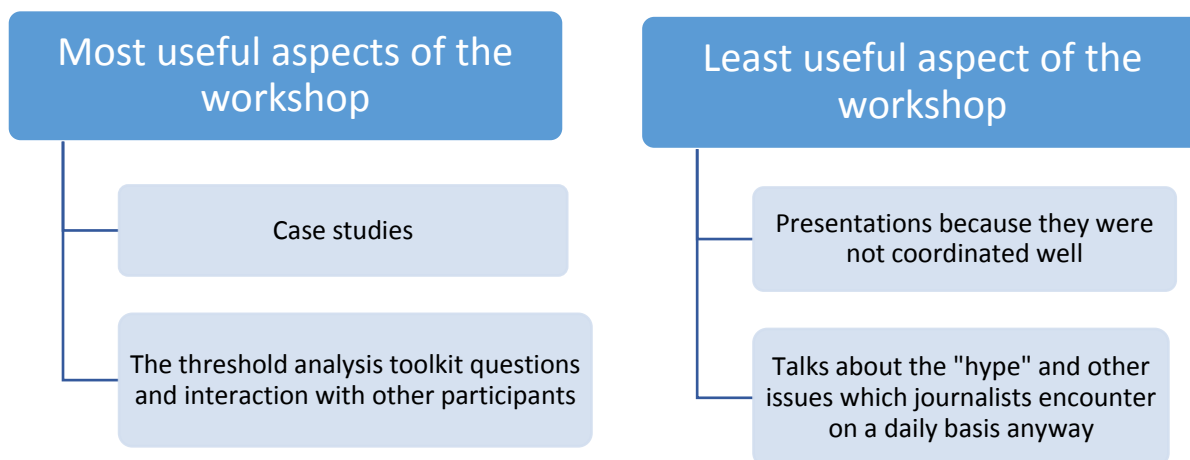 Most useful aspects of the
workshop
Case studies
The threshold analysis toolkit questions
and interaction with other participants
Least useful aspect of the
workshop
Presentations because they were
not coordinated well
Talks about the "hype" and other
issues which journalists encounter
on a daily basis anyway